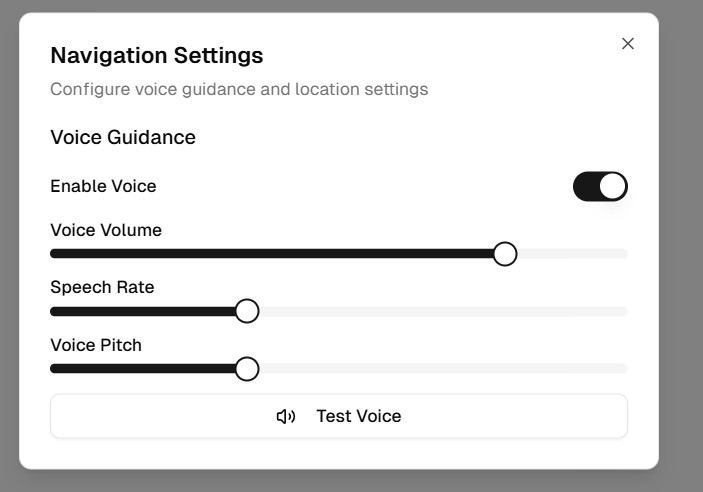 Navigation Settings
Configure voice guidance and location settings
Voice Guidance
Enable Voice
Voice Volume
Speech Rate
Voice Pitch
Test Voice